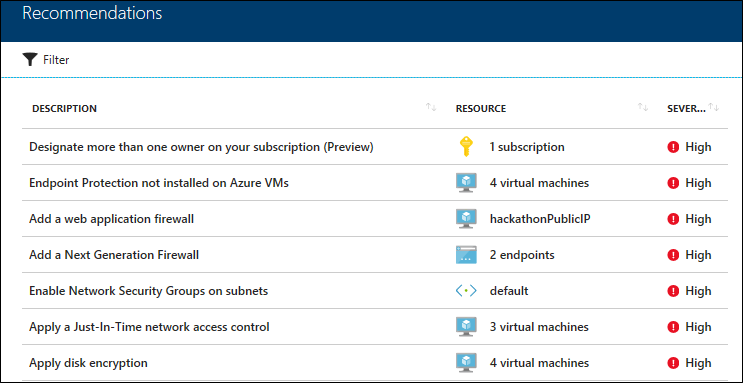 Recommendations
Filter
DESCRIPTION RESOURCE SEVER...
Designate more than one owner on your subscription (Preview) 1 subscription High
Endpoint Protection not installed on Azure VMs 4 virtual machines High
Add a web application firewall hackathonPublicIP High
Add a Next Generation Firewall 2 endpoints High
Enable Network Security Groups on subnets default High
Apply a Just-In-Time network access control 3 virtual machines High
Apply disk encryption 4 virtual machines High